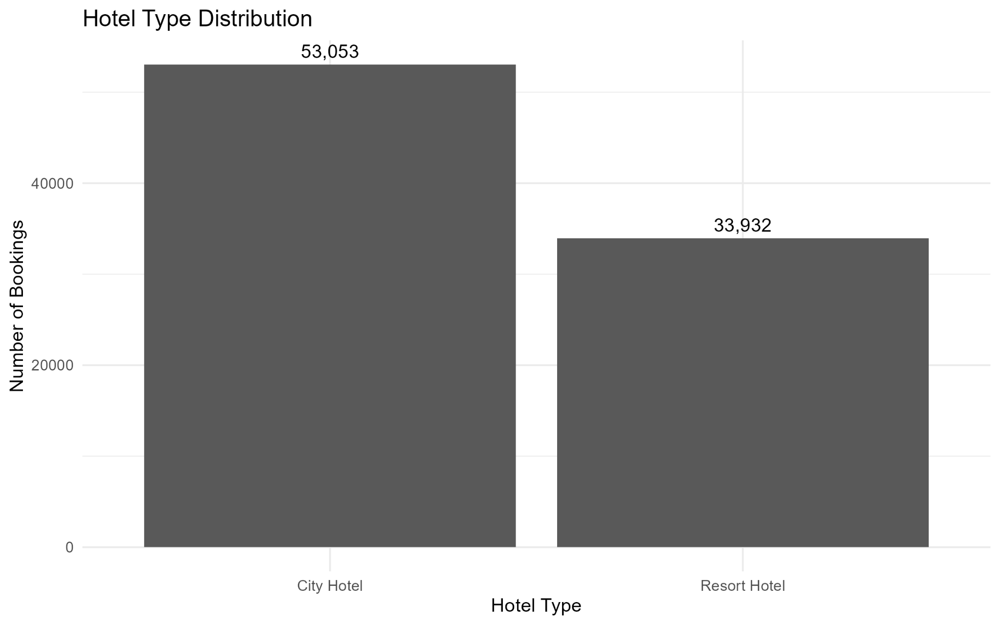 Hotel Type Distribution
53,053
33,932
40000
20000
0
Number of Bookings
City Hotel
Resort Hotel
Hotel Type